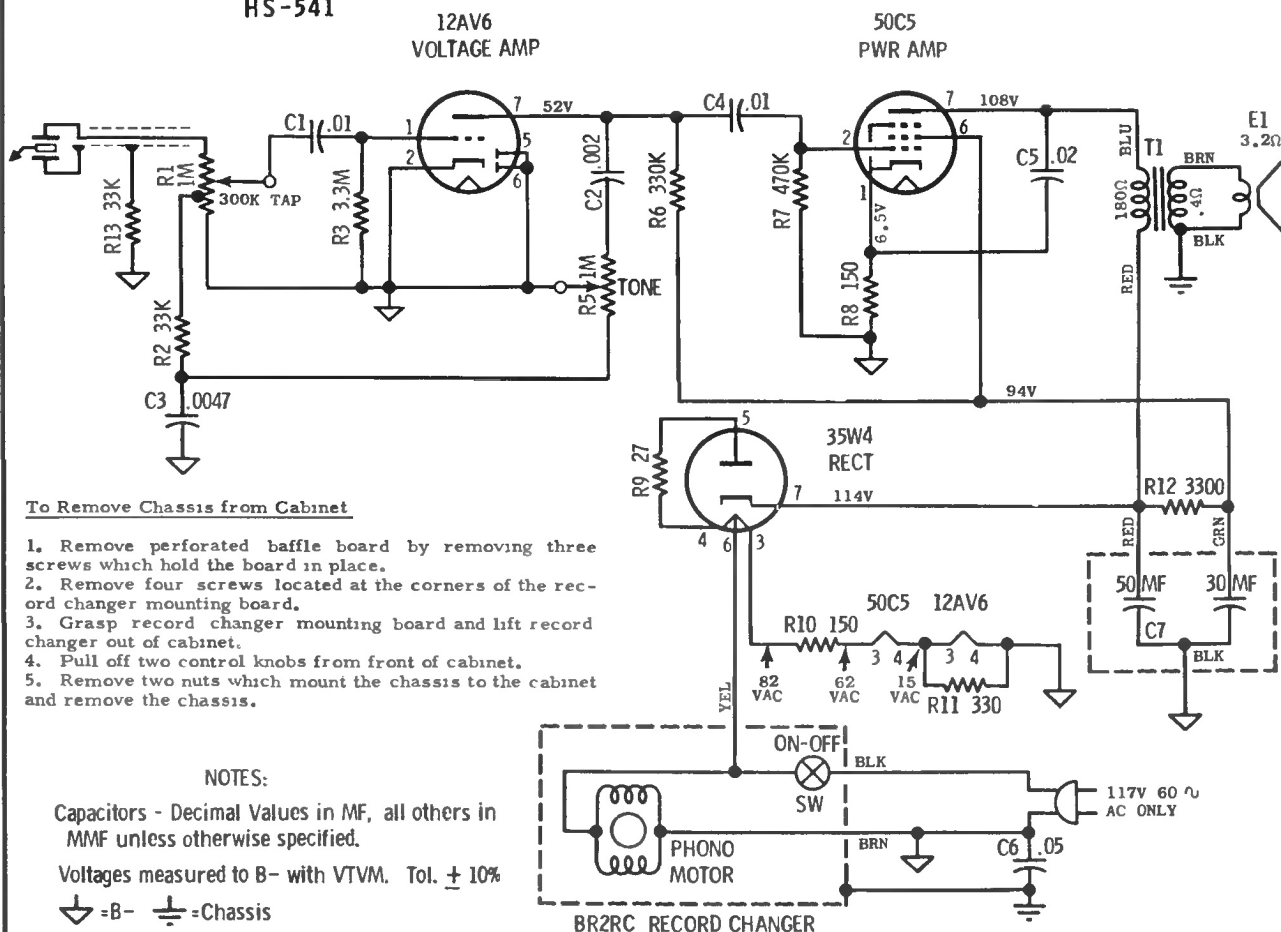 HS-541
12AV6
VOLTAGE AMP
50C5
PWR AMP
C1 .01
1
2
7
52V
5
6
R1
1M
300K TAP
R13 33K
R3 3.3M
C2 .002
R6 330K
C4 .01
R7 470K
2
7
108V
6
1
6.5V
C5 .02
R8 150
BLU
T1
180Ω
BRN
.4Ω
BLK
E1
3.2Ω
RED
R5 1M
TONE
R2 33K
C3 .0047
94V
35W4
RECT
R9 27
5
7
114V
4
6
3
R12 3300
RED
GRN
50 MF
30 MF
C7
BLK
To Remove Chassis from Cabinet
1. Remove perforated baffle board by removing three
screws which hold the board in place.
2. Remove four screws located at the corners of the rec-
ord changer mounting board.
3. Grasp record changer mounting board and lift record
changer out of cabinet.
4. Pull off two control knobs from front of cabinet.
5. Remove two nuts which mount the chassis to the cabinet
and remove the chassis.
R10 150
50C5
12AV6
3 4
3 4
82
VAC
62
VAC
15
VAC
R11 330
YEL
ON-OFF
SW
BLK
117V 60 ∿
AC ONLY
PHONO
MOTOR
BRN
C6 .05
BR2RC RECORD CHANGER
NOTES:
Capacitors - Decimal Values in MF, all others in
MMF unless otherwise specified.
Voltages measured to B- with VTVM. Tol. ± 10%
=B- =Chassis